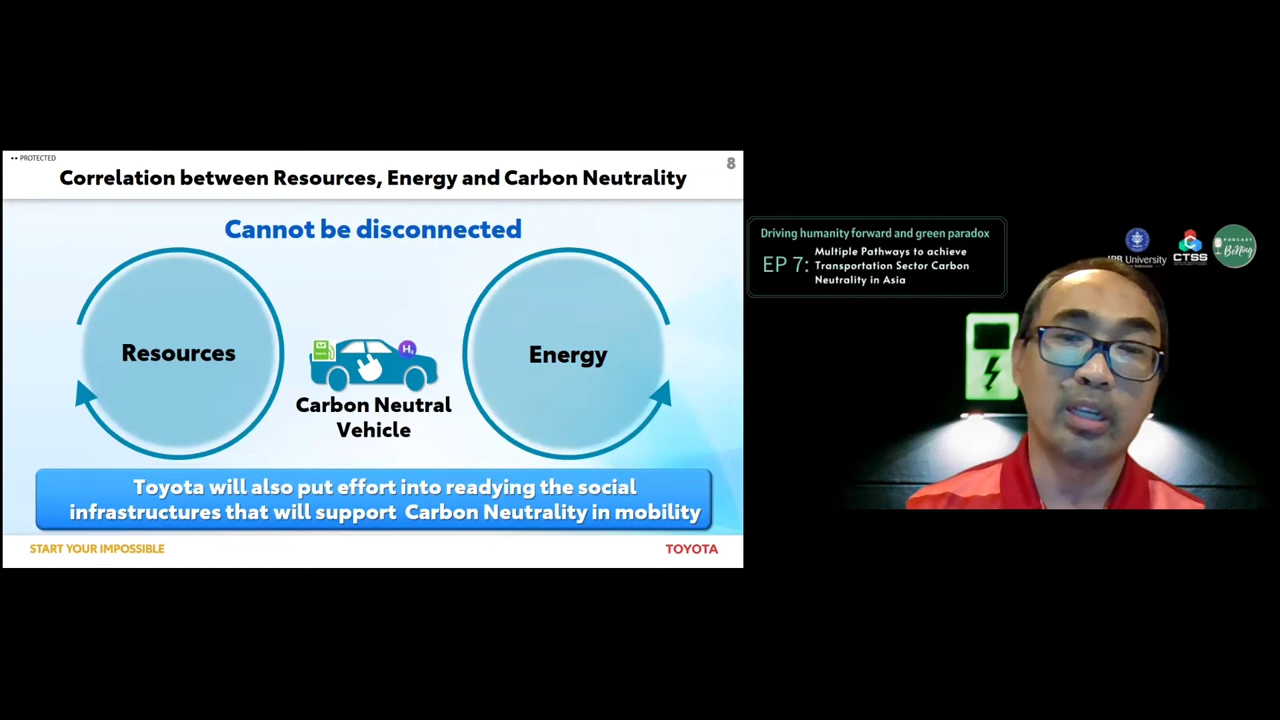 •• PROTECTED
8
Correlation between Resources, Energy and Carbon Neutrality
Cannot be disconnected
Resources
H₂
Energy
Carbon Neutral
Vehicle
Toyota will also put effort into readying the social
infrastructures that will support Carbon Neutrality in mobility
START YOUR IMPOSSIBLE
TOYOTA
Driving humanity forward and green paradox
EP 7:
Multiple Pathways to achieve
Transportation Sector Carbon
Neutrality in Asia
University
CTSS
PODCAST
BeNing